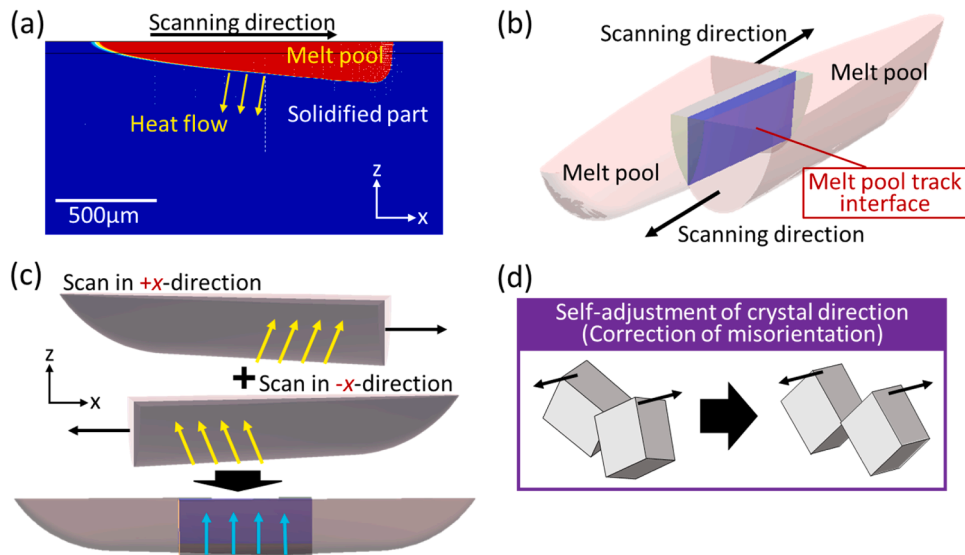 (a)
Scanning direction
Melt pool
Heat flow
Solidified part
500μm
z
x
(b)
Scanning direction
Melt pool
Melt pool
Melt pool track
interface
Scanning direction
(c)
Scan in +x-direction
z
x
+
Scan in -x-direction
(d)
Self-adjustment of crystal direction
(Correction of misorientation)